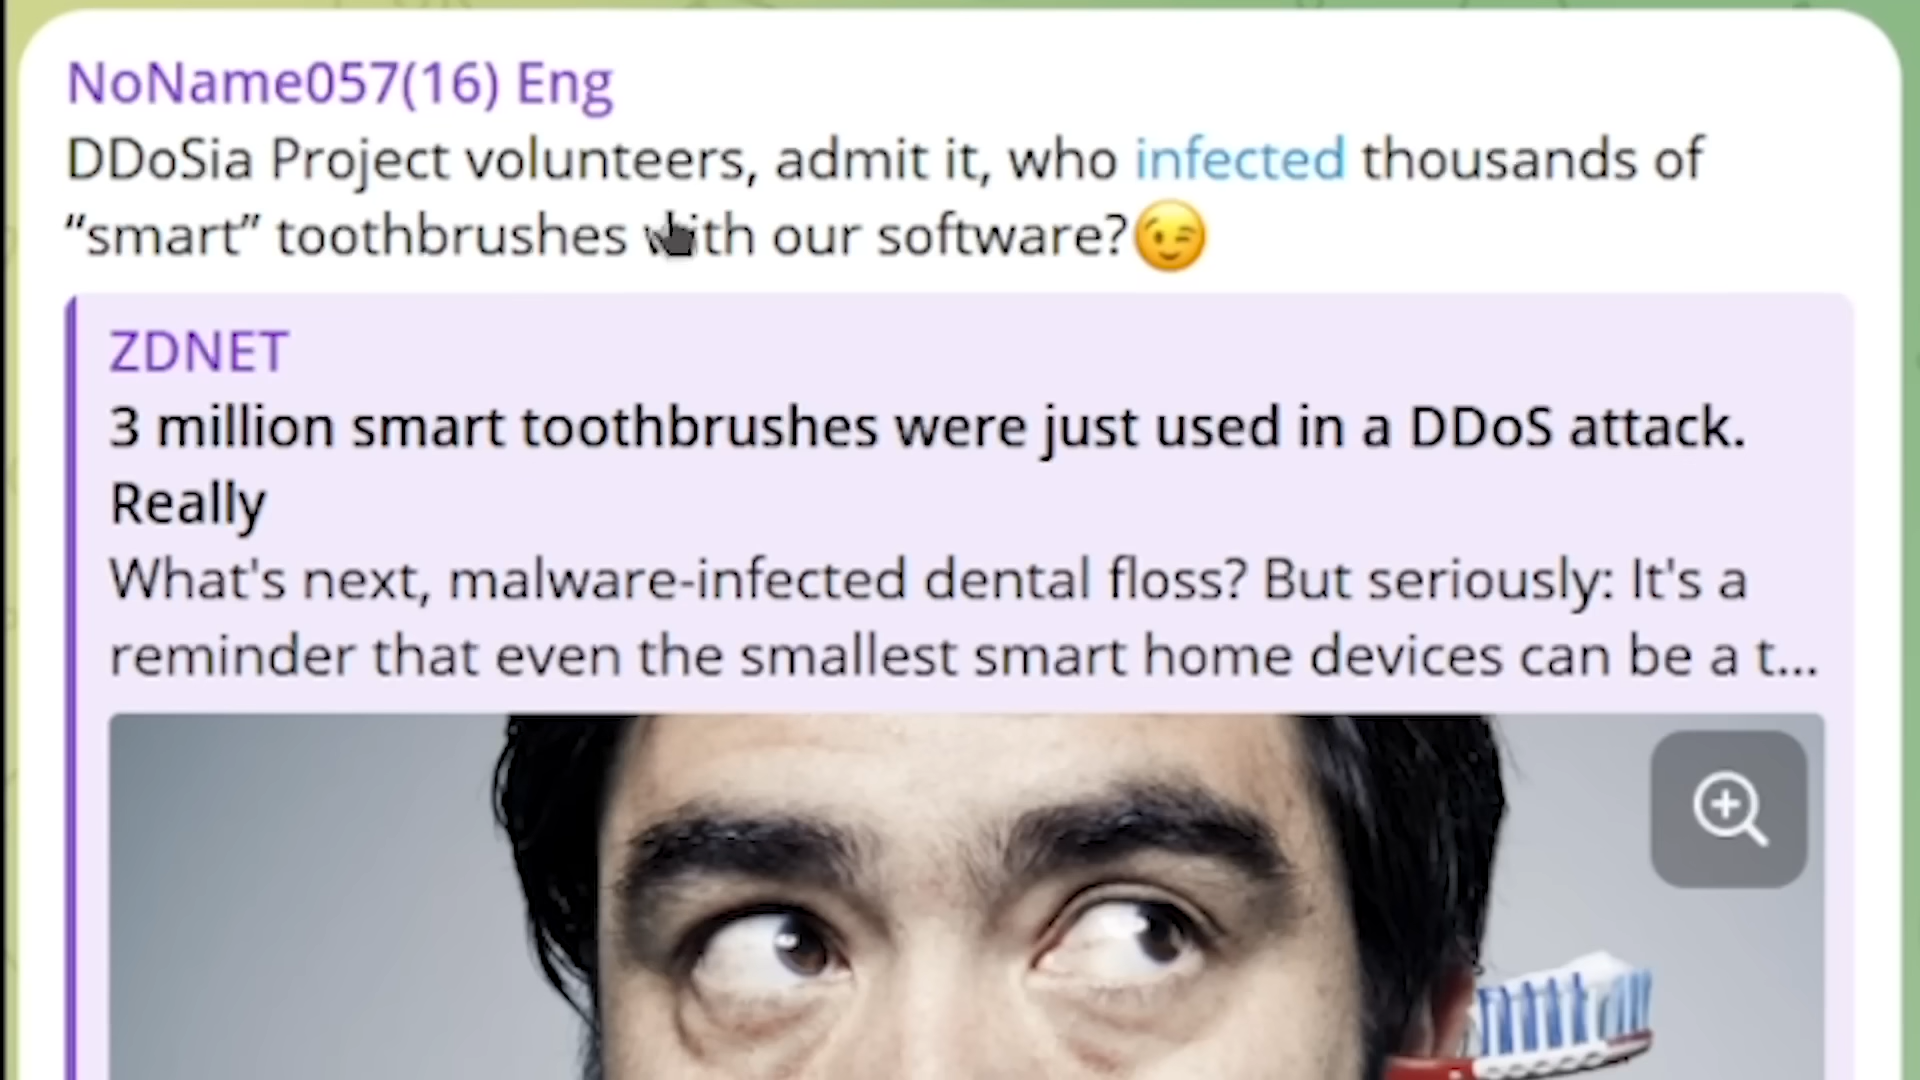 NoName057(16) Eng
DDoSia Project volunteers, admit it, who infected thousands of
“smart” toothbrushes with our software?😉
ZDNET
3 million smart toothbrushes were just used in a DDoS attack.
Really
What's next, malware-infected dental floss? But seriously: It's a
reminder that even the smallest smart home devices can be a t...